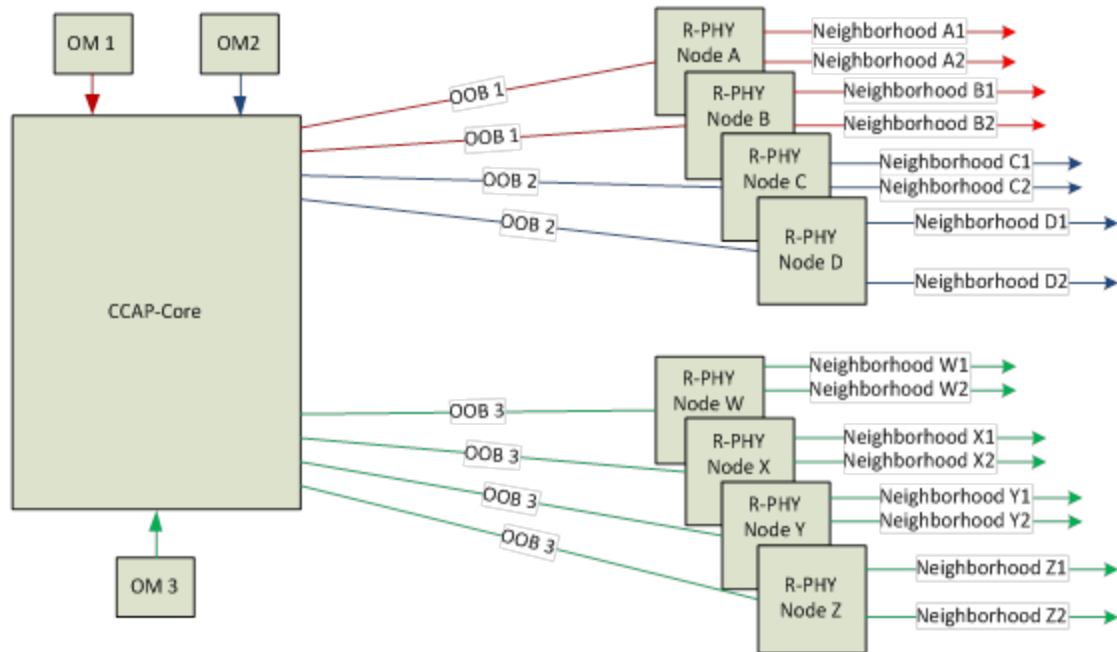 OM 1
OM2
CCAP-Core
OM 3
OOB 1
OOB 1
OOB 2
OOB 2
OOB 3
OOB 3
OOB 3
OOB 3
R-PHY
Node A
Neighborhood A1
Neighborhood A2
R-PHY
Node B
Neighborhood B1
Neighborhood B2
R-PHY
Node C
Neighborhood C1
Neighborhood C2
R-PHY
Node D
Neighborhood D1
Neighborhood D2
R-PHY
Node W
Neighborhood W1
Neighborhood W2
R-PHY
Node X
Neighborhood X1
Neighborhood X2
R-PHY
Node Y
Neighborhood Y1
Neighborhood Y2
R-PHY
Node Z
Neighborhood Z1
Neighborhood Z2